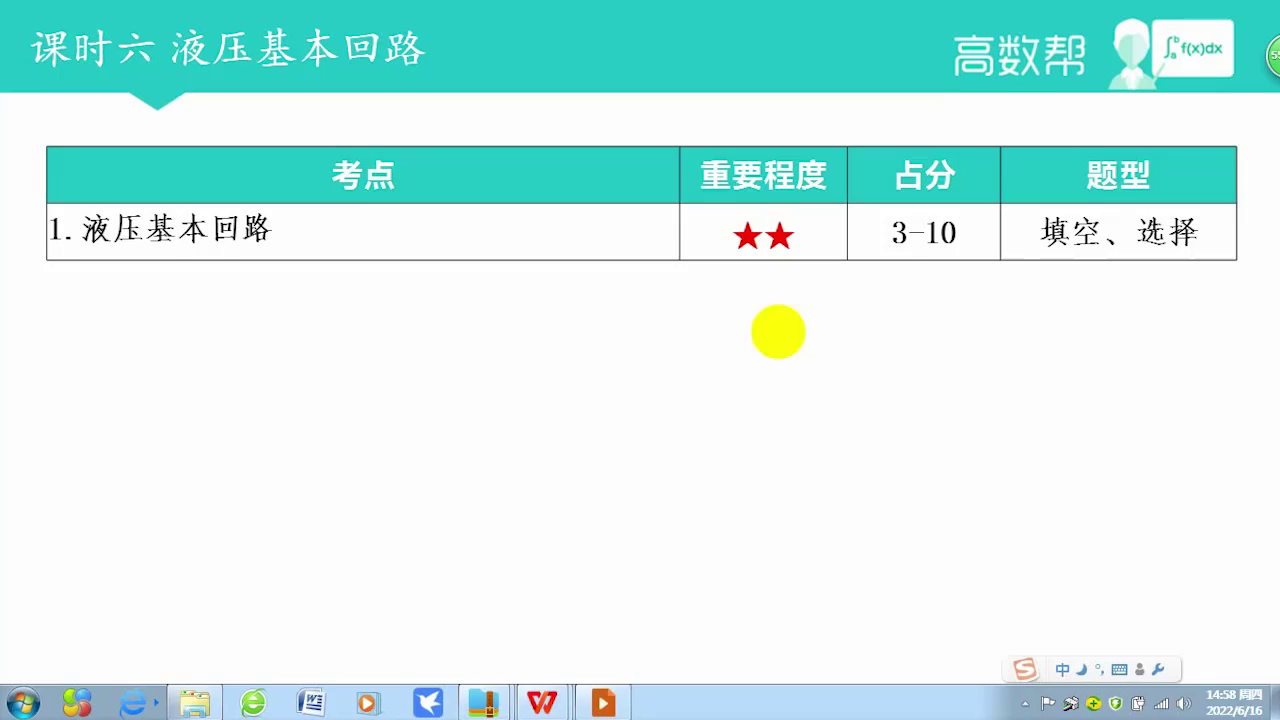 课时六 液压基本回路
高数帮
∫ₐᵇ f(x)dx
考点 重要程度 占分 题型
1.液压基本回路 ★★ 3-10 填空、选择
中
14:58 周四
2022/6/16